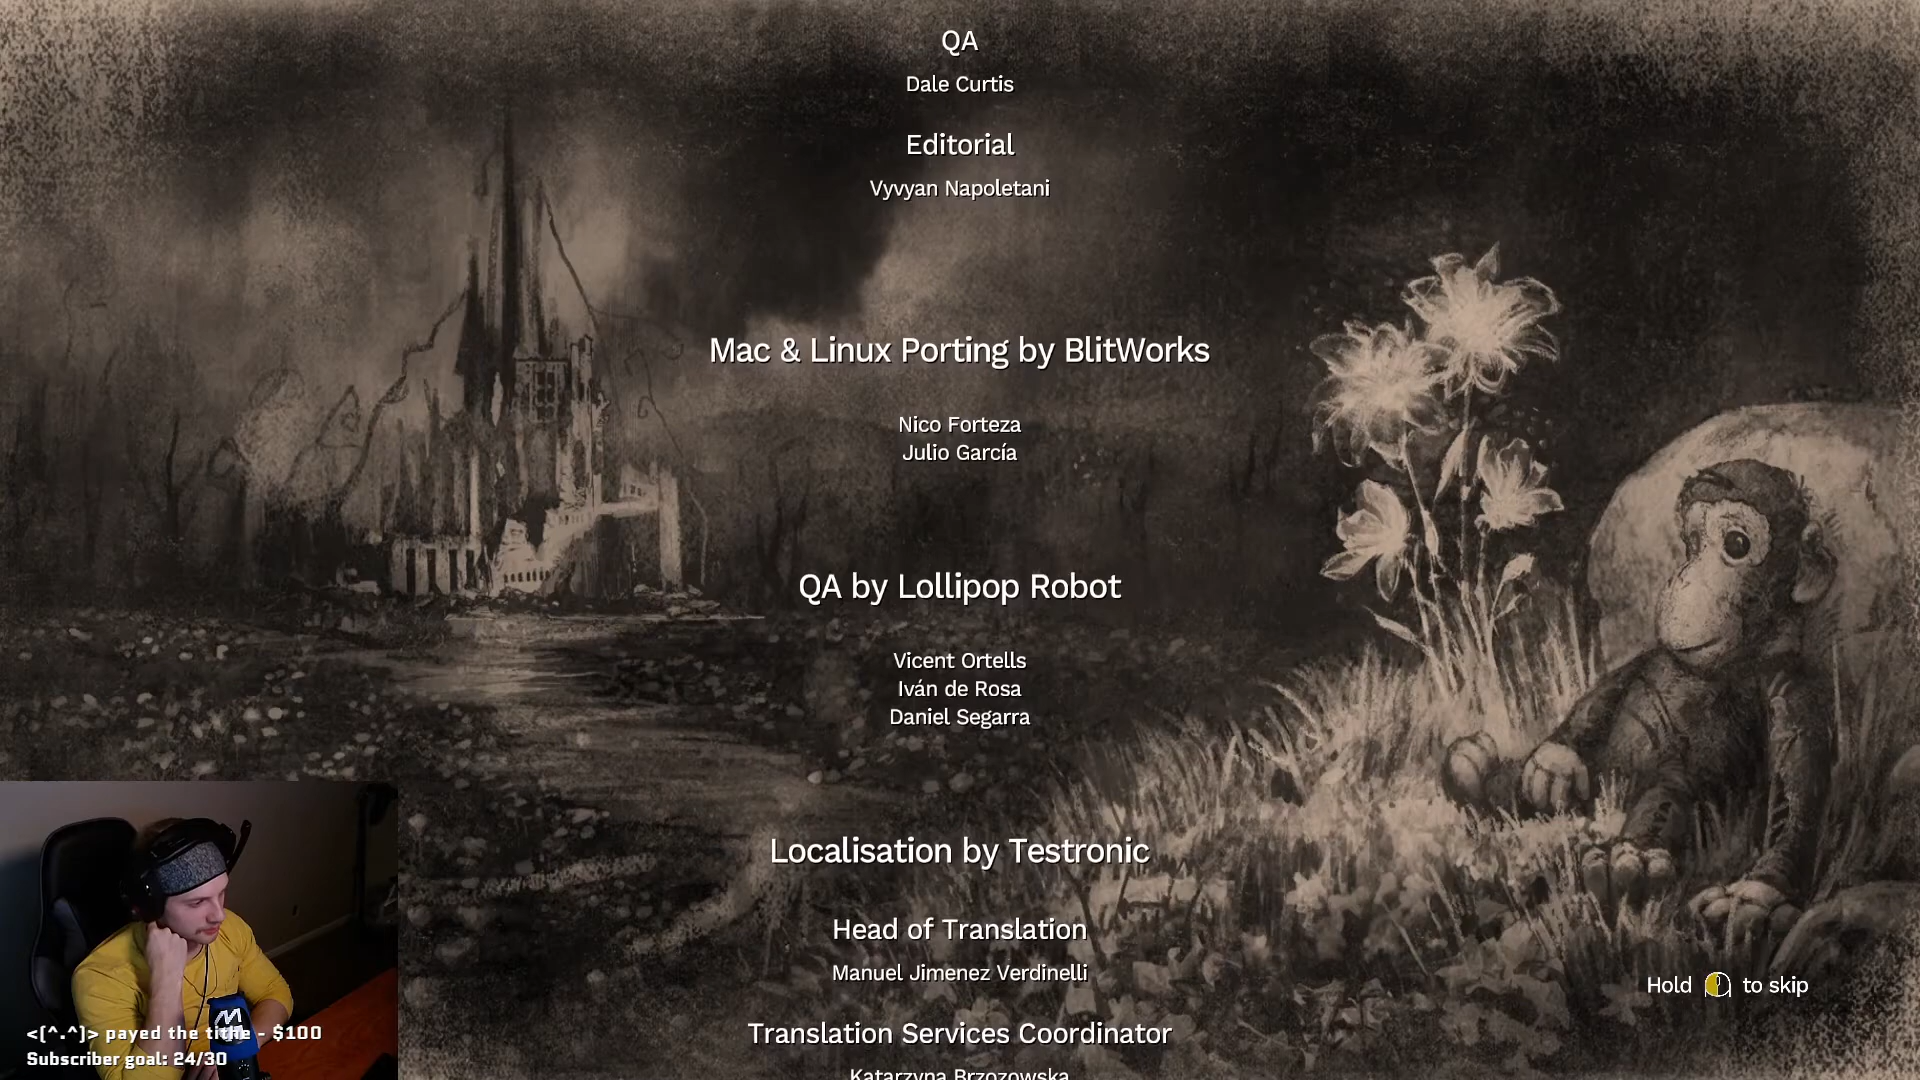 QA
Dale Curtis
Editorial
Vyvyan Napoletani
Mac & Linux Porting by BlitWorks
Nico Forteza
Julio García
QA by Lollipop Robot
Vicent Ortells
Iván de Rosa
Daniel Segarra
Localisation by Testronic
Head of Translation
Manuel Jimenez Verdinelli
Translation Services Coordinator
Katarzyna Brzozowska
Hold to skip
<[^.^]> payed the tithe - $100
Subscriber goal: 24/30